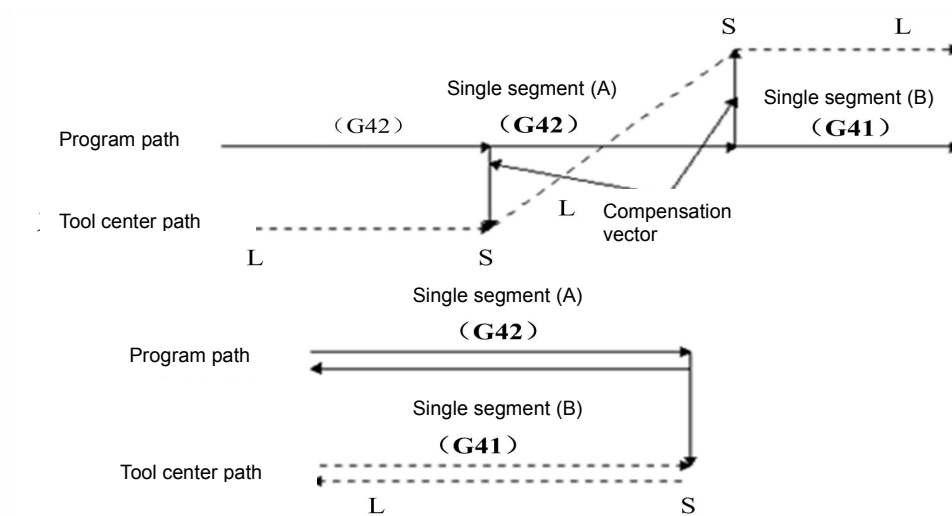 S
L
Single segment (A)
Single segment (B)
（G42）
（G42）
（G41）
Program path
L
Compensation
vector
Tool center path
L
S
Single segment (A)
（G42）
Program path
Single segment (B)
（G41）
Tool center path
L
S